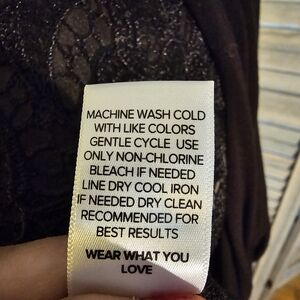 MACHINE WASH COLD
WITH LIKE COLORS
GENTLE CYCLE USE
ONLY NON-CHLORINE
BLEACH IF NEEDED
LINE DRY COOL IRON
IF NEEDED DRY CLEAN
RECOMMENDED FOR
BEST RESULTS
WEAR WHAT YOU
LOVE